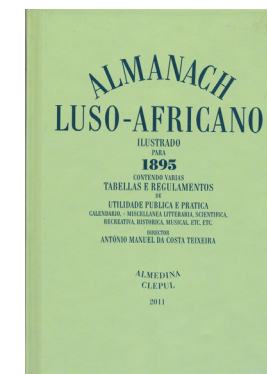 ALMANACH
LUSO-AFRICANO
ILUSTRADO
PARA
1895
CONTENDO VARIAS
TABELLAS E REGULAMENTOS
DE
UTILIDADE PUBLICA E PRATICA
CALENDARIO, - MISCELLANEA LITTERARIA, SCIENTIFICA,
RECREATIVA, HISTORICA, MUSICAL, ETC. ETC.
DIRECTOR
ANTÓNIO MANUEL DA COSTA TEIXEIRA
ALMEDINA
CLEPUL
2011